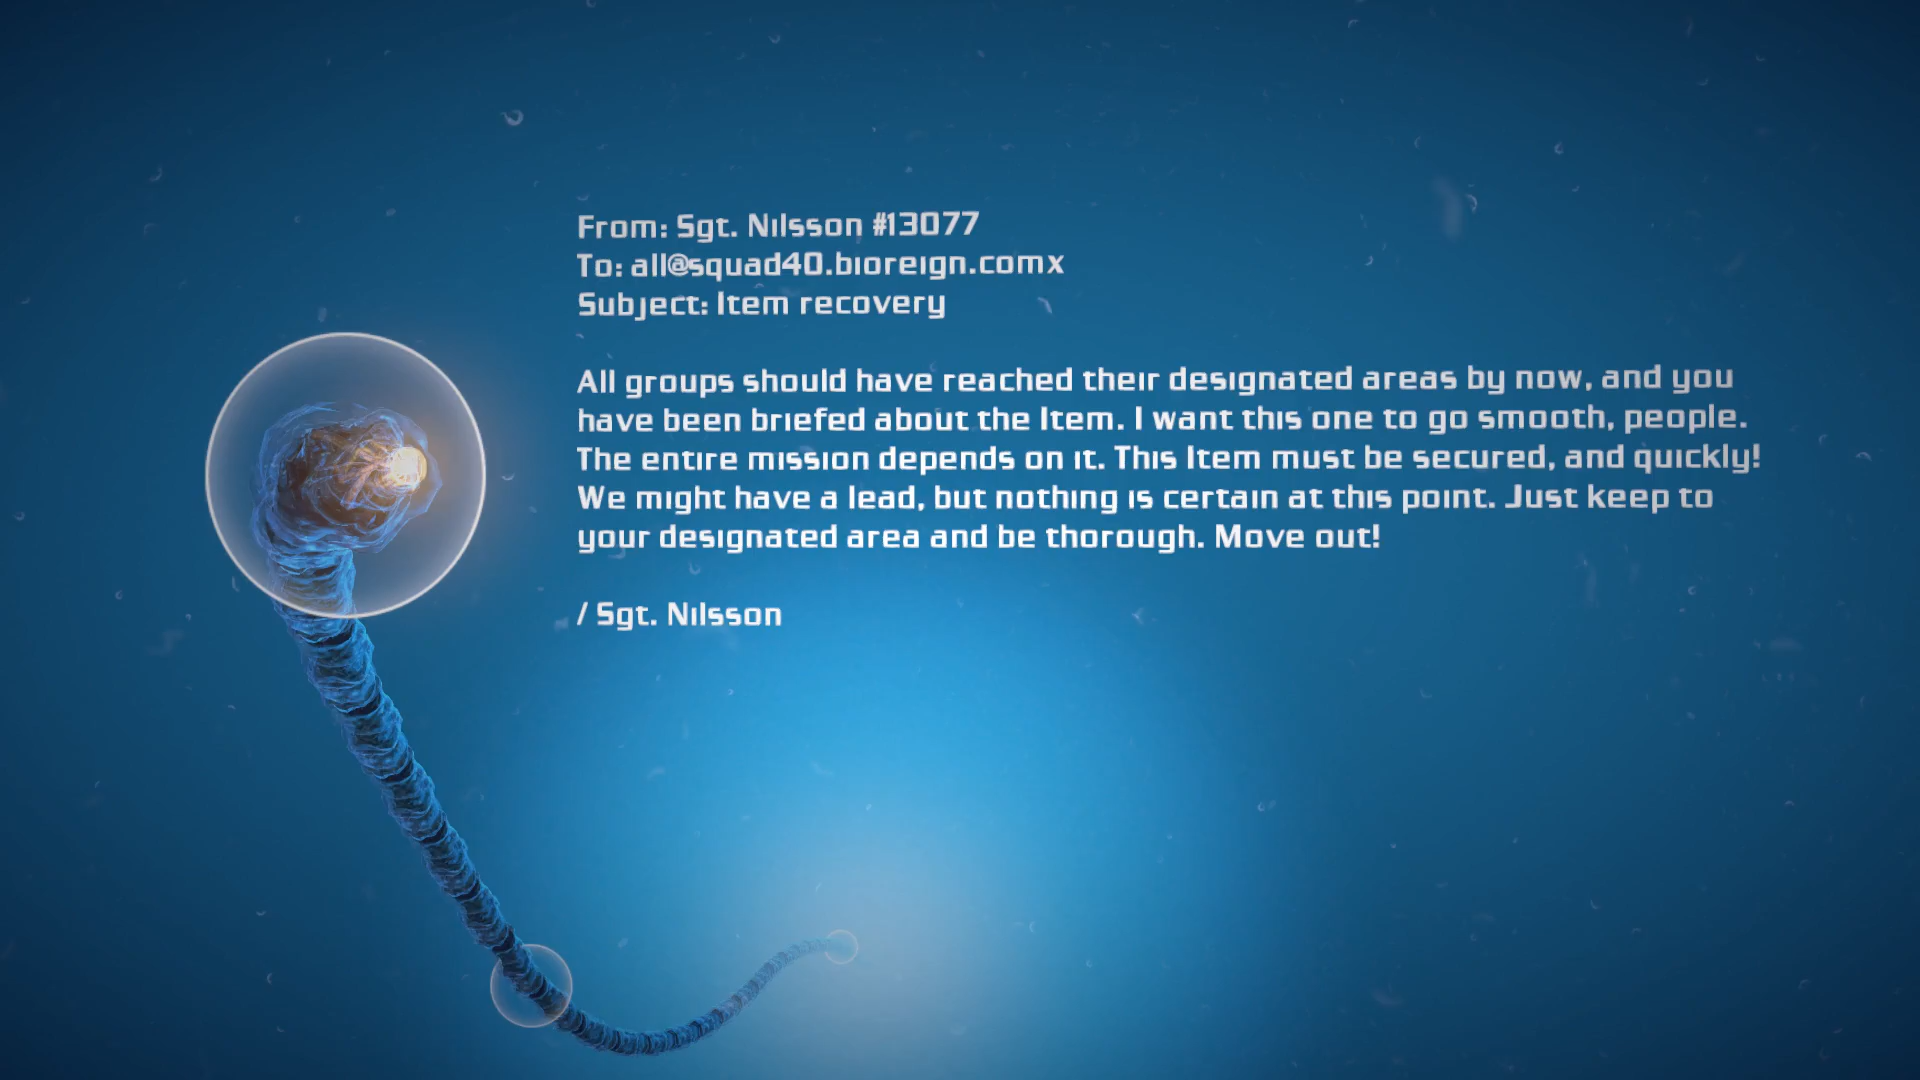 From: Sgt. Nilsson #13077
To: all@squad40.bioreign.comx
Subject: Item recovery
All groups should have reached their designated areas by now, and you
have been briefed about the Item. I want this one to go smooth, people.
The entire mission depends on it. This Item must be secured, and quickly!
We might have a lead, but nothing is certain at this point. Just keep to
your designated area and be thorough. Move out!
/ Sgt. Nilsson